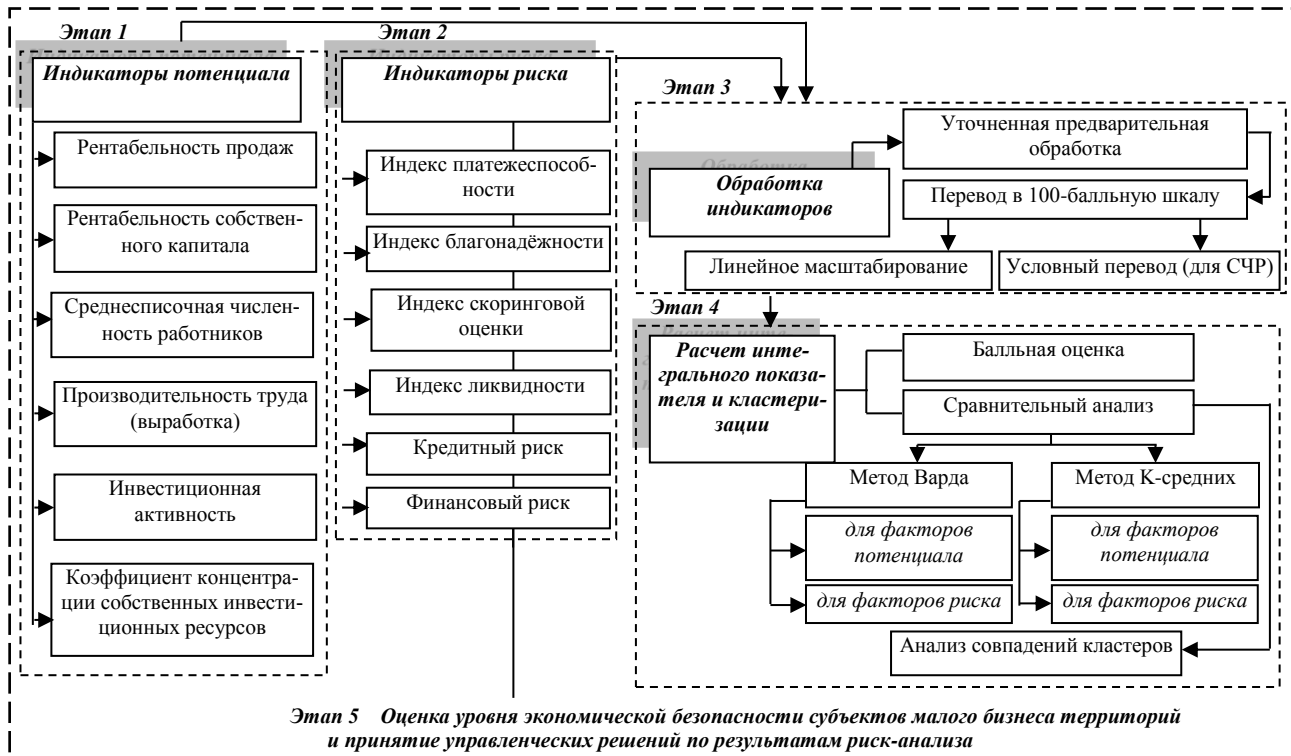 Этап 1
Индикаторы потенциала
Рентабельность продаж
Рентабельность собствен-
ного капитала
Среднесписочная числен-
ность работников
Производительность труда
(выработка)
Инвестиционная
активность
Коэффициент концентра-
ции собственных инвести-
ционных ресурсов
Этап 2
Индикаторы риска
Индекс платежеспособ-
ности
Индекс благонадёжности
Индекс скоринговой
оценки
Индекс ликвидности
Кредитный риск
Финансовый риск
Этап 3
Обработка
индикаторов
Уточненная предварительная
обработка
Перевод в 100-балльную шкалу
Линейное масштабирование
Условный перевод (для СЧР)
Этап 4
Расчет инте-
грального показа-
теля и кластери-
зации
Балльная оценка
Сравнительный анализ
Метод Варда
для факторов
потенциала
для факторов риска
Метод К-средних
для факторов
потенциала
для факторов риска
Анализ совпадений кластеров
Этап 5 Оценка уровня экономической безопасности субъектов малого бизнеса территорий
и принятие управленческих решений по результатам риск-анализа